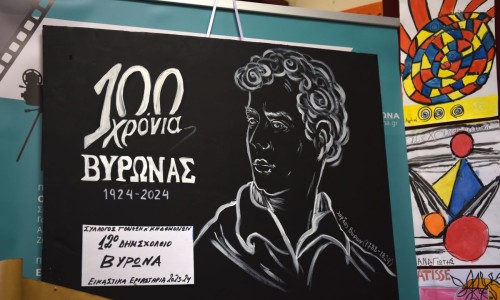 100
χρόνια
ΒΥΡΩΝΑΣ
1924-2024
ΣΥΛΛΟΓΟΣ ΓΟΝΕΩΝ & ΚΗΔΕΜΟΝΩΝ
12ο ΔΗΜ. ΣΧΟΛΕΙΟ
ΒΥΡΩΝΑ
ΕΙΚΑΣΤΙΚΑ ΕΡΓΑΣΤΗΡΙΑ 2023-24